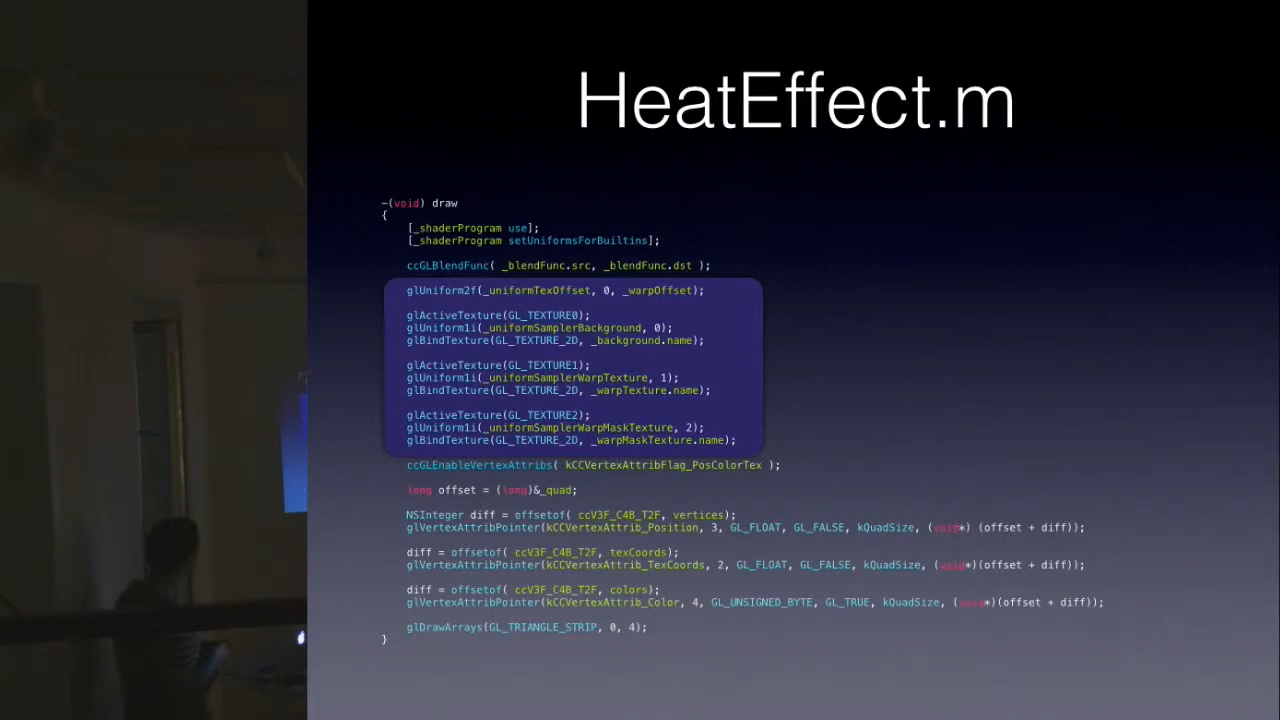 HeatEffect.m
-(void) draw
{
[_shaderProgram use];
[_shaderProgram setUniformsForBuiltins];
ccGLBlendFunc( _blendFunc.src, _blendFunc.dst );
glUniform2f(_uniformTexOffset, 0, _warpOffset);
glActiveTexture(GL_TEXTURE0);
glUniform1i(_uniformSamplerBackground, 0);
glBindTexture(GL_TEXTURE_2D, _background.name);
glActiveTexture(GL_TEXTURE1);
glUniform1i(_uniformSamplerWarpTexture, 1);
glBindTexture(GL_TEXTURE_2D, _warpTexture.name);
glActiveTexture(GL_TEXTURE2);
glUniform1i(_uniformSamplerWarpMaskTexture, 2);
glBindTexture(GL_TEXTURE_2D, _warpMaskTexture.name);
ccGLEnableVertexAttribs( kCCVertexAttribFlag_PosColorTex );
long offset = (long)&_quad;
NSInteger diff = offsetof( ccV3F_C4B_T2F, vertices);
glVertexAttribPointer(kCCVertexAttrib_Position, 3, GL_FLOAT, GL_FALSE, kQuadSize, (void*) (offset + diff));
diff = offsetof( ccV3F_C4B_T2F, texCoords);
glVertexAttribPointer(kCCVertexAttrib_TexCoords, 2, GL_FLOAT, GL_FALSE, kQuadSize, (void*)(offset + diff));
diff = offsetof( ccV3F_C4B_T2F, colors);
glVertexAttribPointer(kCCVertexAttrib_Color, 4, GL_UNSIGNED_BYTE, GL_TRUE, kQuadSize, (void*)(offset + diff));
glDrawArrays(GL_TRIANGLE_STRIP, 0, 4);
}